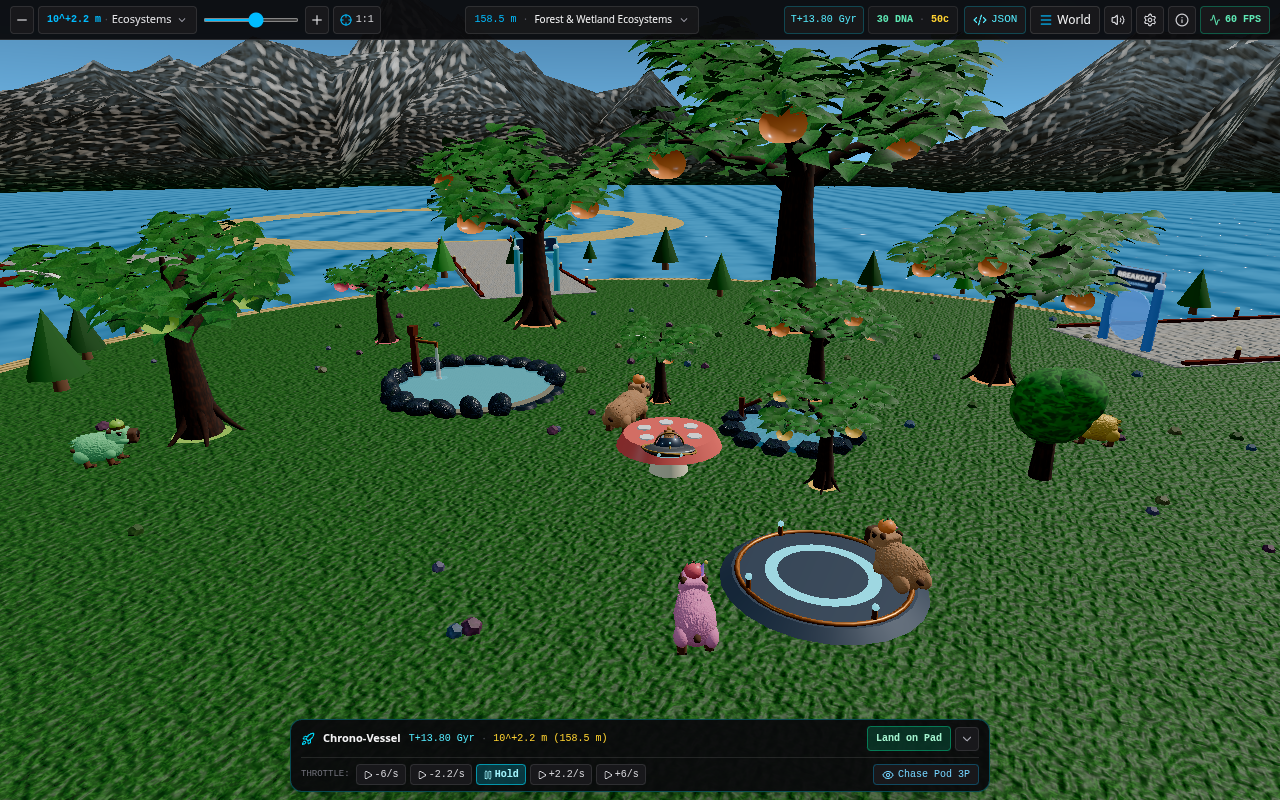 10^+2.2 m · Ecosystems
1:1
158.5 m · Forest & Wetland Ecosystems
T+13.80 Gyr
30 DNA · 50c
JSON
World
60 FPS
BREAKOUT
Chrono-Vessel T+13.80 Gyr · 10^+2.2 m (158.5 m)
Land on Pad
THROTTLE: -6/s -2.2/s Hold +2.2/s +6/s
Chase Pod 3P